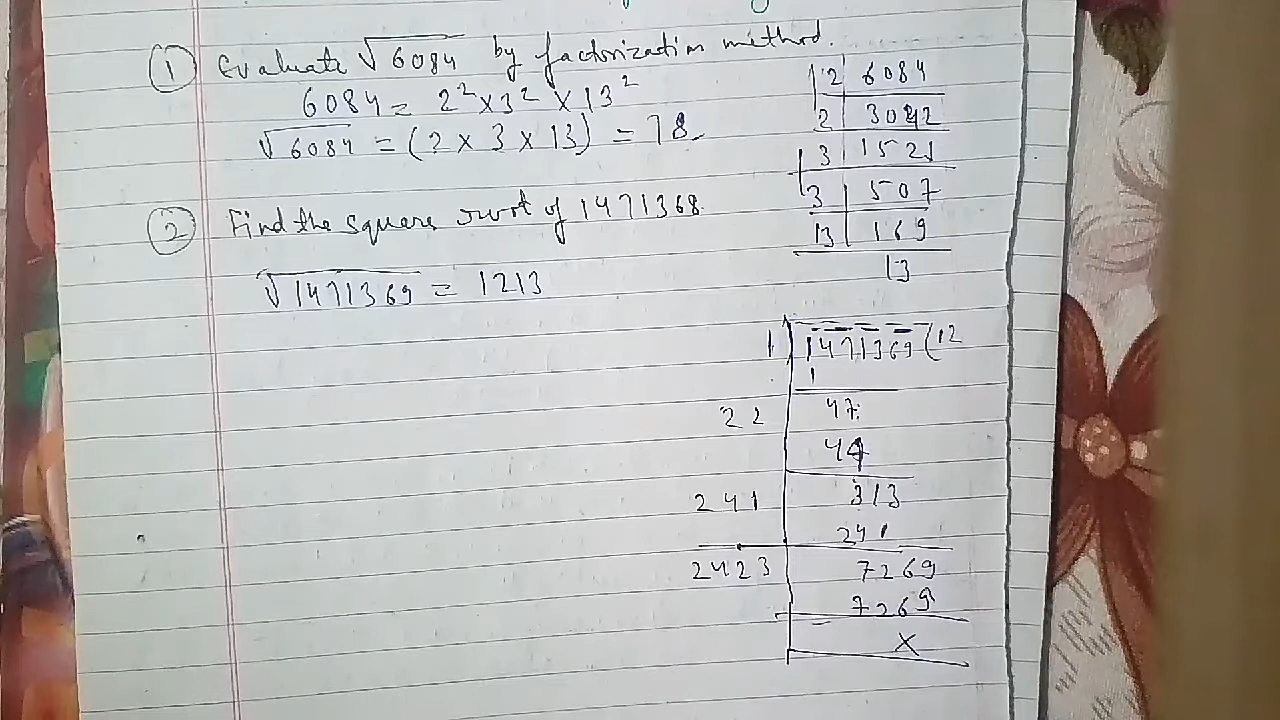 ① Evaluate √6084 by factorization method.
6084 = 2² × 3² × 13²
√6084 = (2 × 3 × 13) = 78
2 | 6084
2 | 3042
3 | 1521
3 | 507
13 | 169
13
② Find the square root of 1471368.
√1471369 = 1213
1 | 1471369 ( 12
1
22 | 47
44
241 | 313
241
2423 | 7269
7269
x